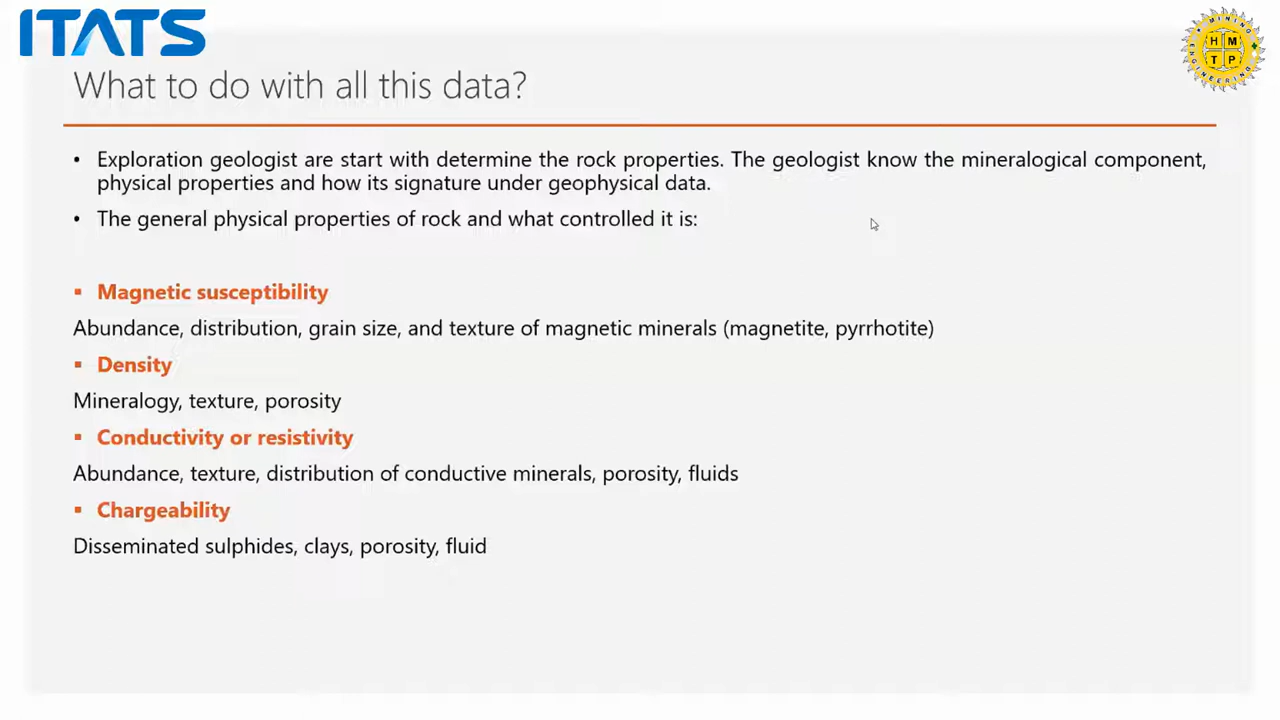 ITATS
MINING
H M
T P
ENGINEERING
What to do with all this data?
• Exploration geologist are start with determine the rock properties. The geologist know the mineralogical component,
physical properties and how its signature under geophysical data.
• The general physical properties of rock and what controlled it is:
▪ Magnetic susceptibility
Abundance, distribution, grain size, and texture of magnetic minerals (magnetite, pyrrhotite)
▪ Density
Mineralogy, texture, porosity
▪ Conductivity or resistivity
Abundance, texture, distribution of conductive minerals, porosity, fluids
▪ Chargeability
Disseminated sulphides, clays, porosity, fluid